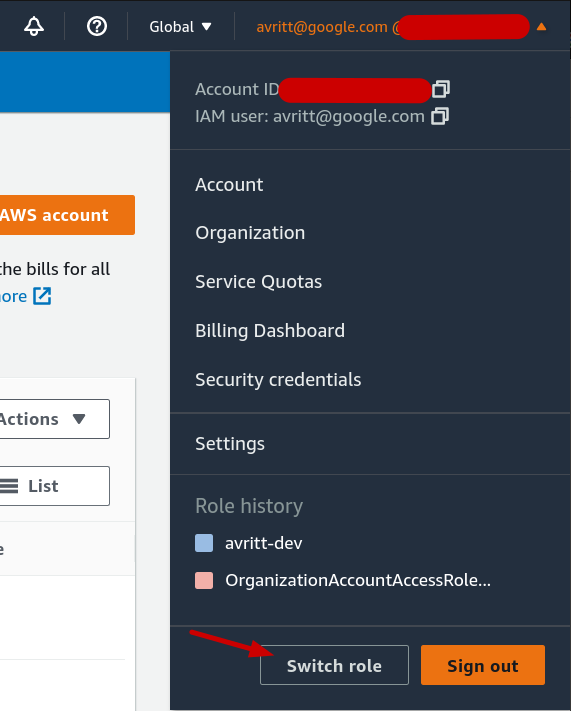 Global
avritt@google.com @
Account ID
IAM user: avritt@google.com
Account
AWS account
Organization
the bills for all
Service Quotas
ore
Billing Dashboard
Security credentials
Actions
Settings
List
Role history
avritt-dev
e
OrganizationAccountAccessRole...
Switch role
Sign out